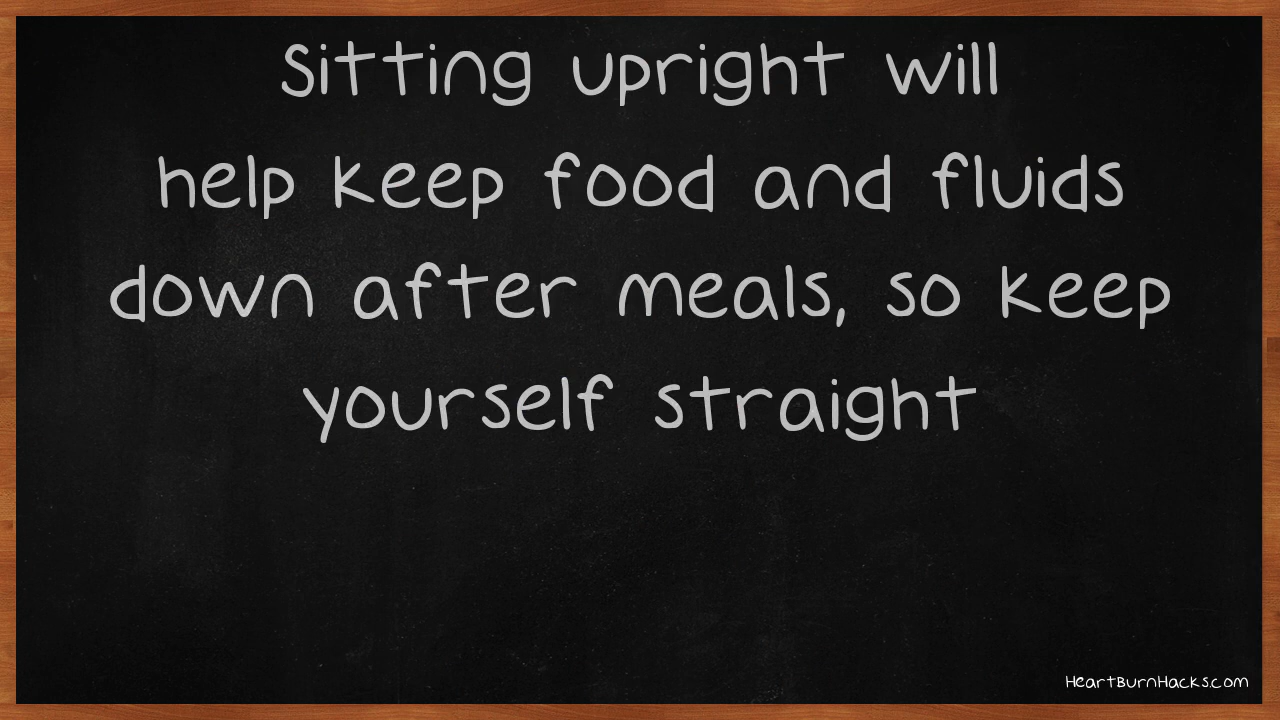 Sitting upright will
help keep food and fluids
down after meals, so keep
yourself straight
HeartBurnHacks.com